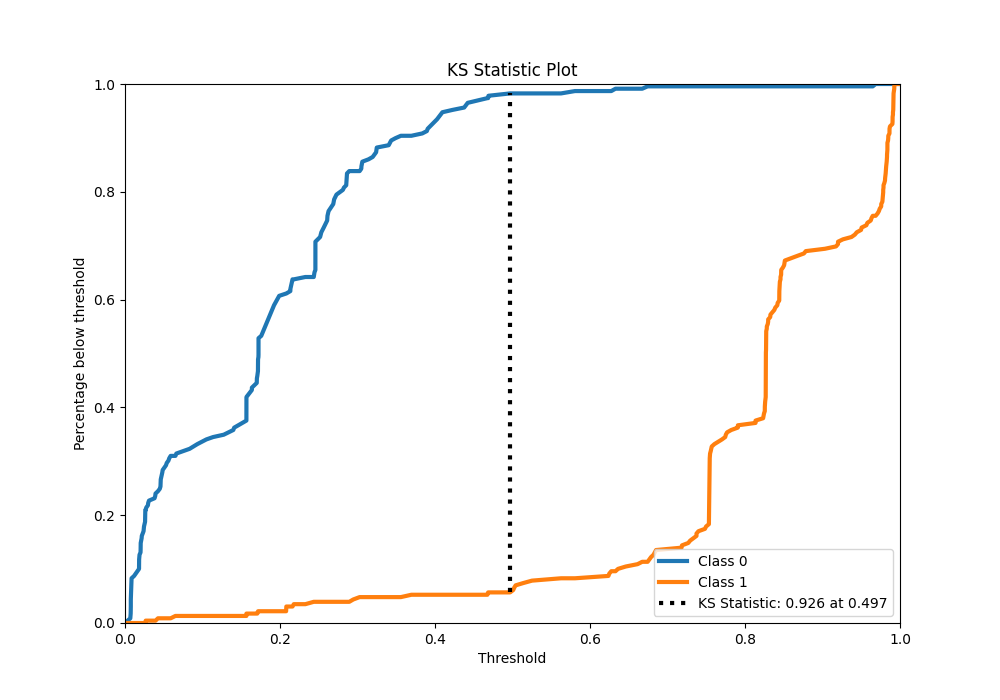 KS Statistic Plot
Percentage below threshold
1.0
0.8
0.6
0.4
0.2
0.0
0.0 0.2 0.4 0.6 0.8 1.0
Threshold
Class 0
Class 1
KS Statistic: 0.926 at 0.497